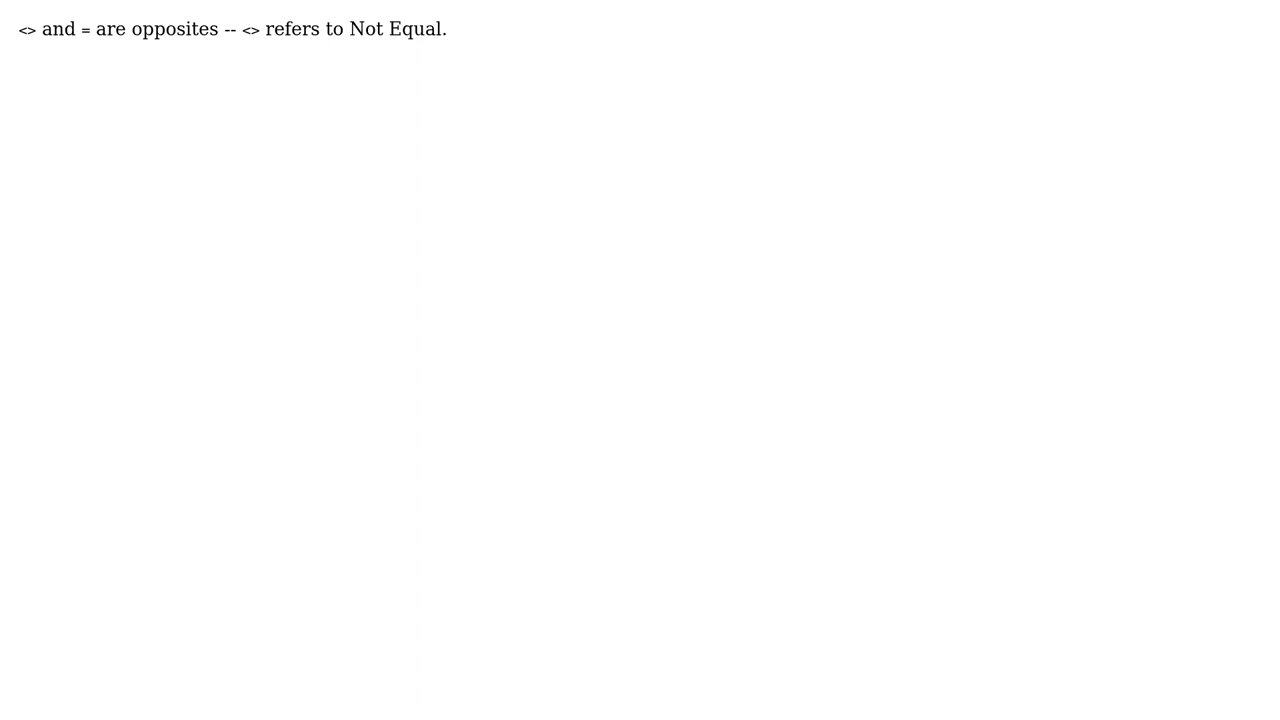 <> and = are opposites -- <> refers to Not Equal.